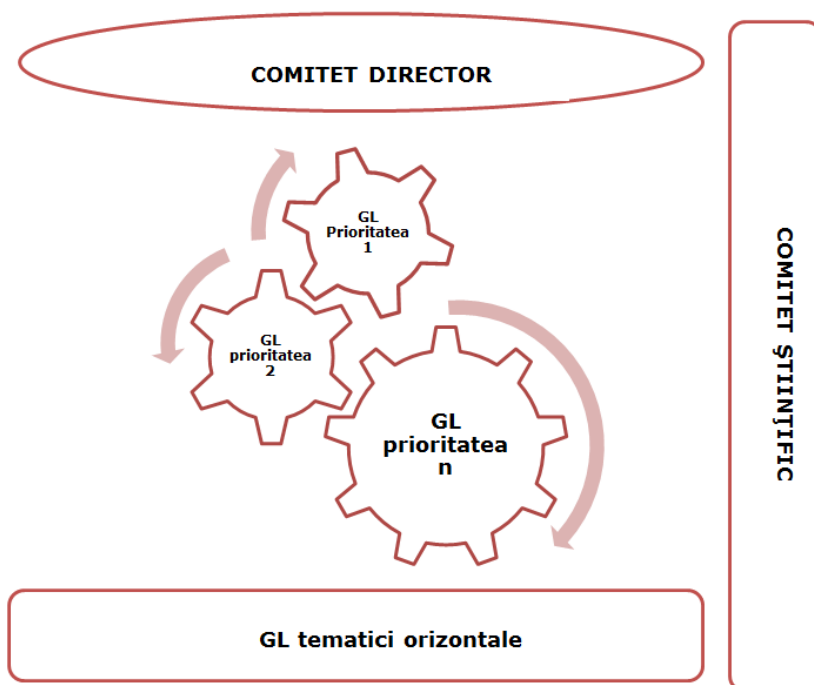 COMITET DIRECTOR
GL
Prioritatea
1
GL
prioritatea
2
GL
prioritatea
n
GL tematici orizontale
COMITET ŞTIINŢIFIC